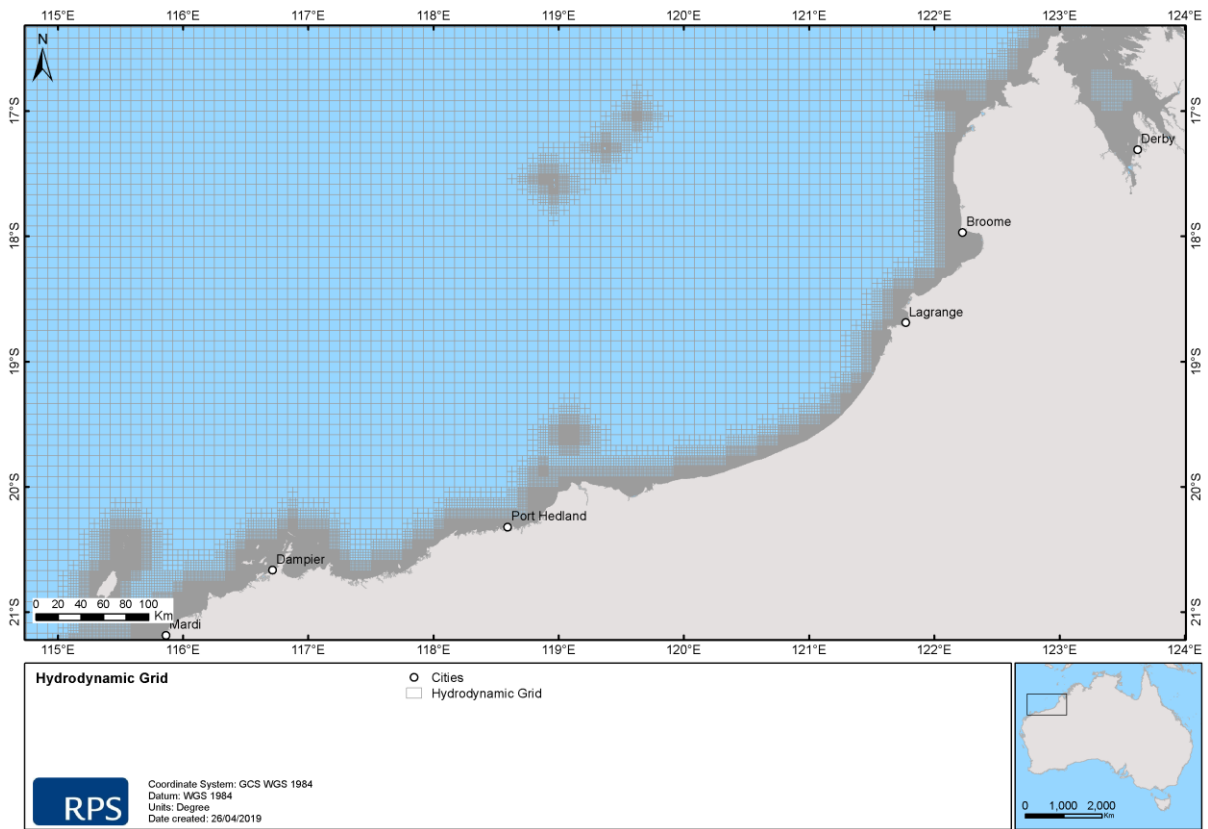 115°E 116°E 117°E 118°E 119°E 120°E 121°E 122°E 123°E 124°E
N
17°S 17°S
Derby
Broome
18°S 18°S
Lagrange
19°S 19°S
20°S 20°S
Port Hedland
Dampier
0 20 40 60 80 100
Km
21°S 21°S
Mardi
115°E 116°E 117°E 118°E 119°E 120°E 121°E 122°E 123°E 124°E
Hydrodynamic Grid
Cities
Hydrodynamic Grid
RPS
Coordinate System: GCS WGS 1984
Datum: WGS 1984
Units: Degree
Date created: 26/04/2019
0 1,000 2,000
Km